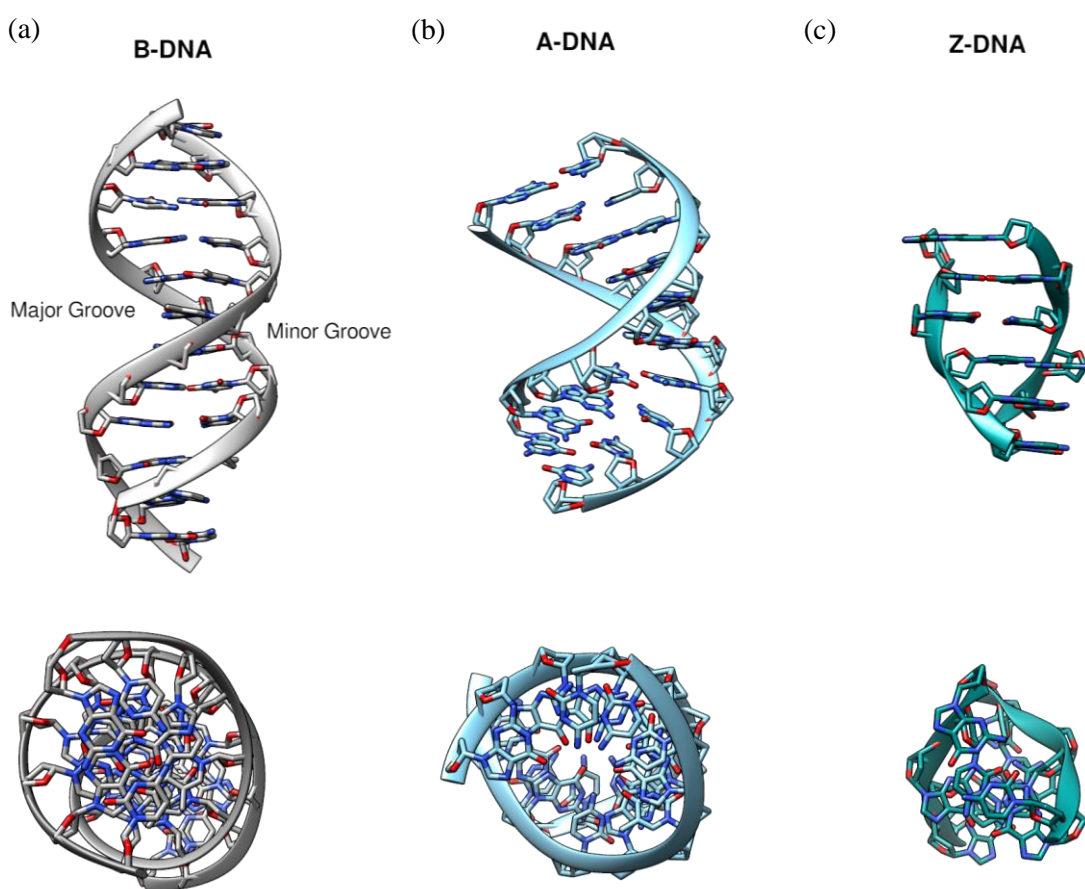 (a)
B-DNA
(b)
A-DNA
(c)
Z-DNA
Major Groove
Minor Groove